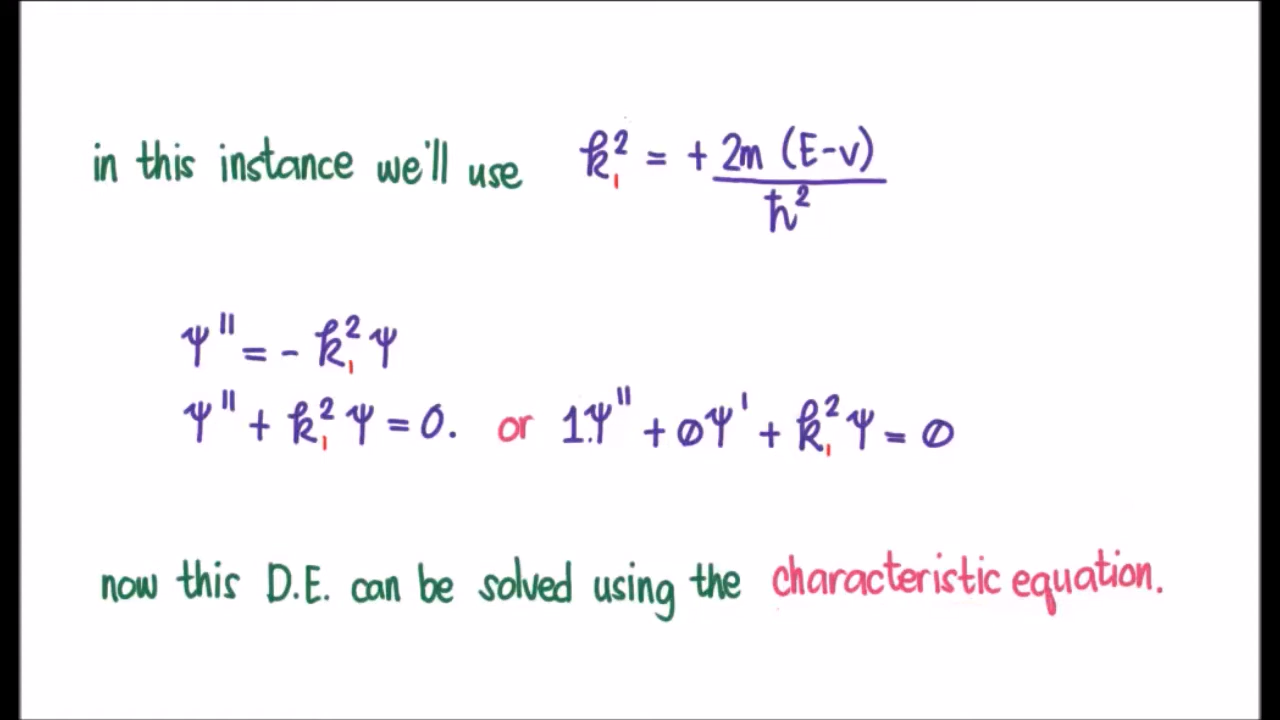 in this instance we'll use k₁² = + 2m (E-v) / ħ²
Ψ'' = - k₁² Ψ
Ψ'' + k₁² Ψ = 0. or 1.Ψ'' + 0Ψ' + k₁² Ψ = 0
now this D.E. can be solved using the characteristic equation.